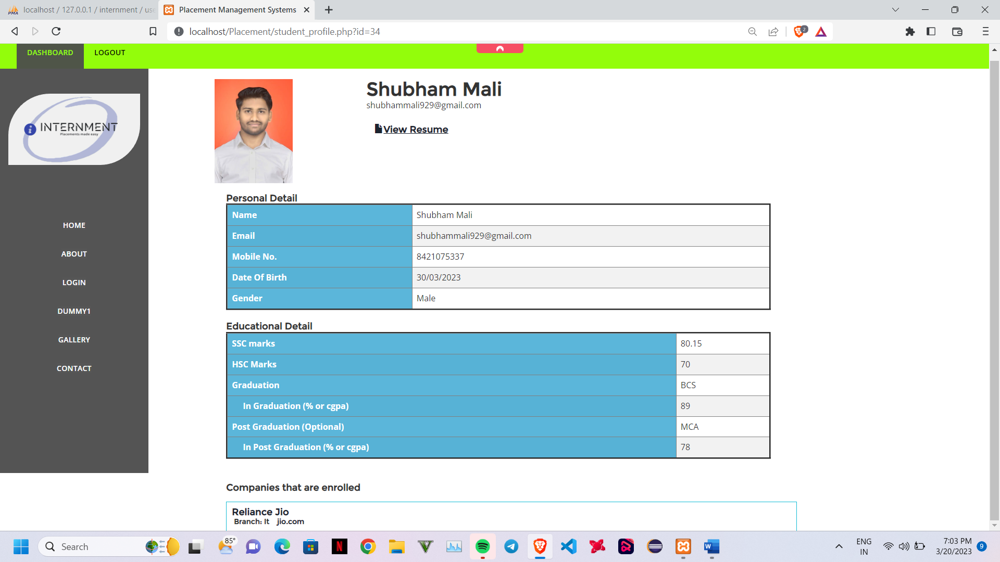 localhost / 127.0.0.1 / internment / use
Placement Management Systems
localhost/Placement/student_profile.php?id=34
2
DASHBOARD
LOGOUT
INTERNMENT
Placements made easy
HOME
ABOUT
LOGIN
DUMMY1
GALLERY
CONTACT
Shubham Mali
shubhammali929@gmail.com
View Resume
Personal Detail
Name Shubham Mali
Email shubhammali929@gmail.com
Mobile No. 8421075337
Date Of Birth 30/03/2023
Gender Male
Educational Detail
SSC marks 80.15
HSC Marks 70
Graduation BCS
In Graduation (% or cgpa) 89
Post Graduation (Optional) MCA
In Post Graduation (% or cgpa) 78
Companies that are enrolled
Reliance Jio
Branch: It jio.com
Search
85°
ENG
IN
7:03 PM
3/20/2023
9